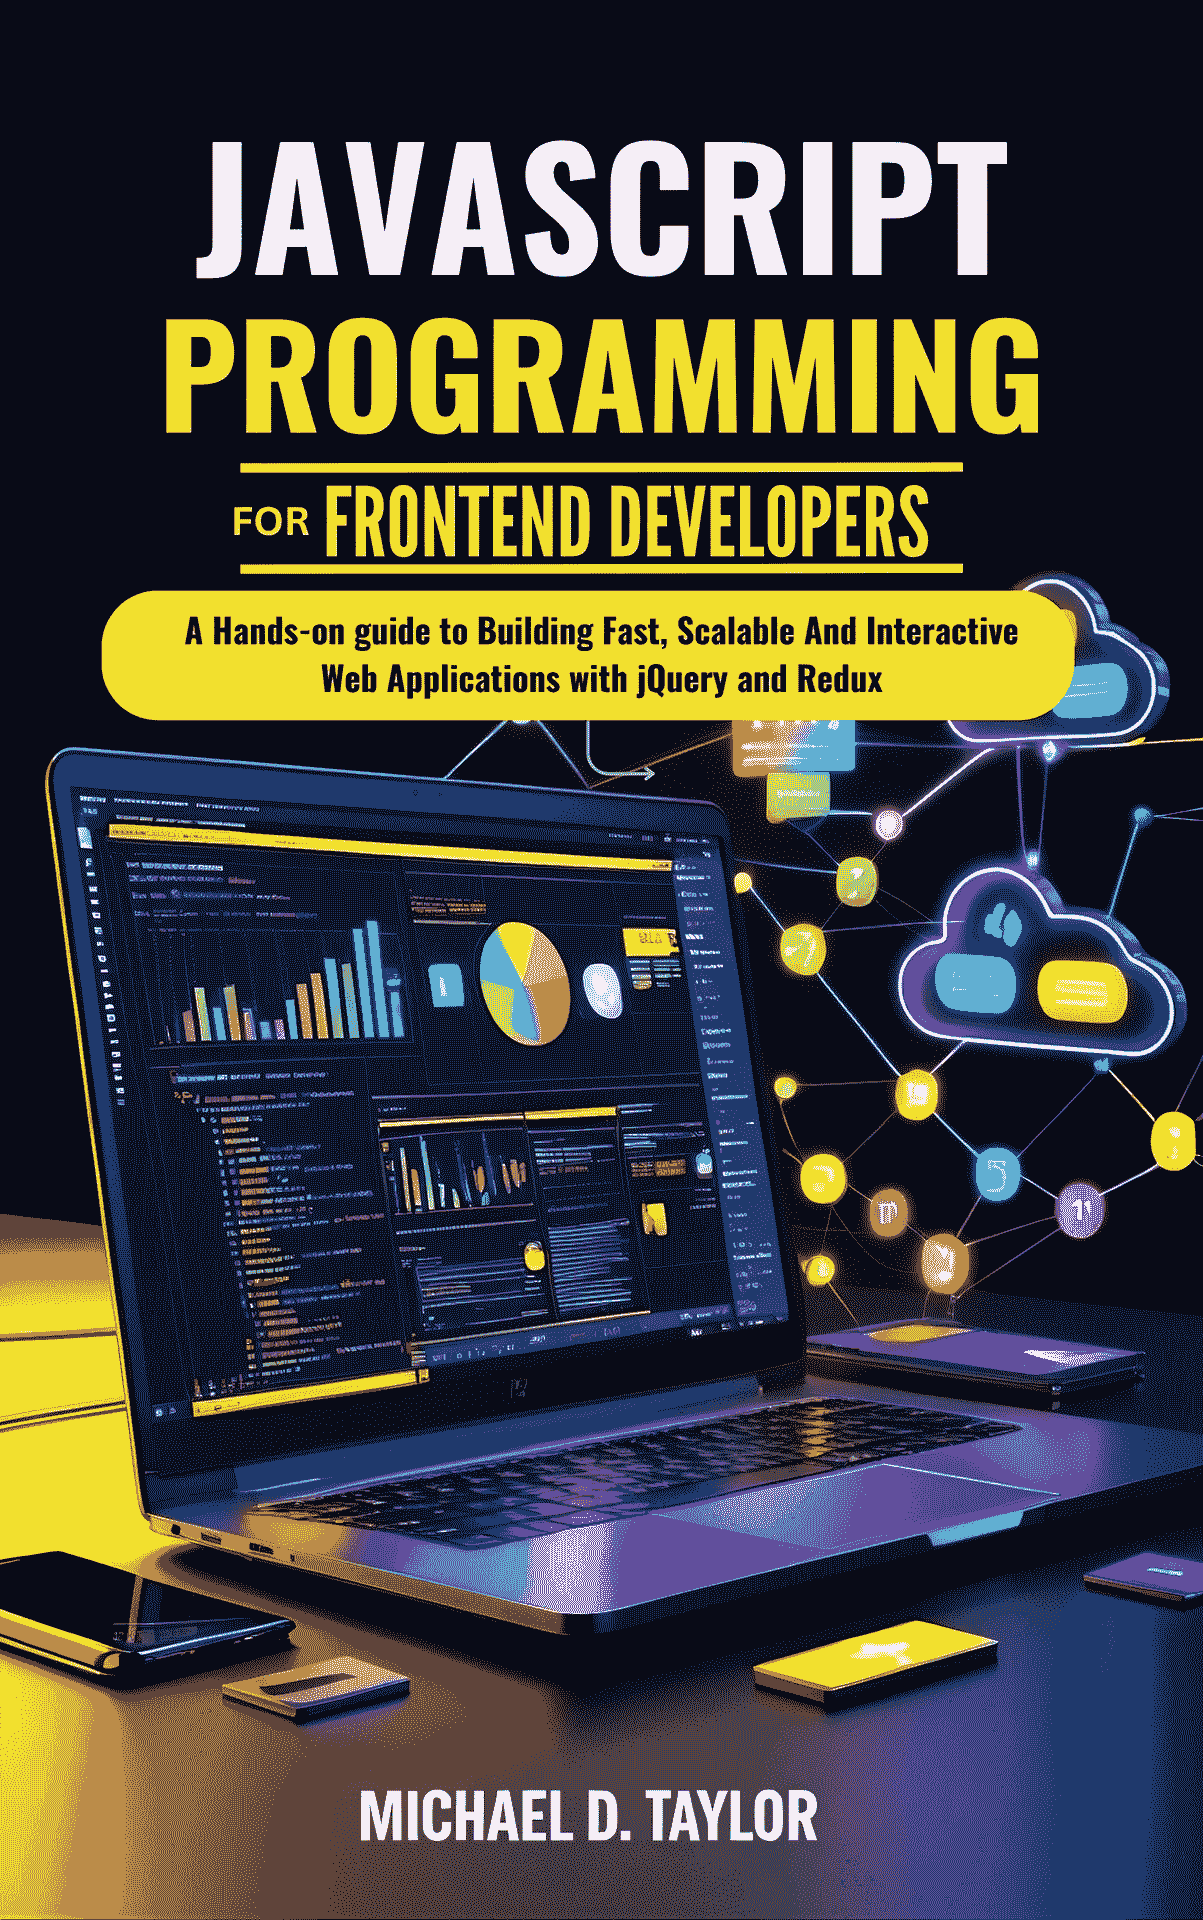 JAVASCRIPT
PROGRAMMING
FOR FRONTEND DEVELOPERS
A Hands-on guide to Building Fast, Scalable And Interactive
Web Applications with jQuery and Redux
MICHAEL D. TAYLOR